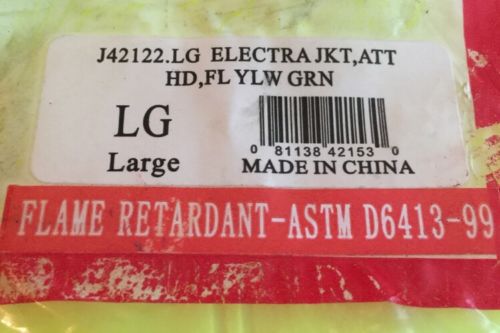 J42122.LG ELECTRA JKT,ATT
HD,FL YLW GRN
LG
Large
0 81138 42153 0
MADE IN CHINA
FLAME RETARDANT-ASTM D6413-99